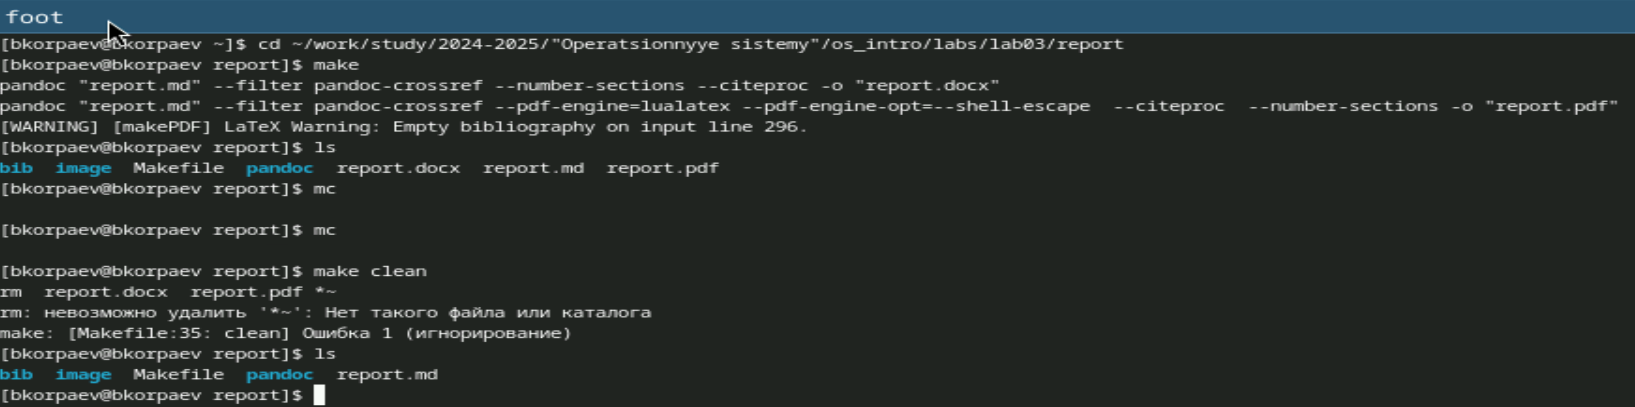 foot
[bkorpaev@bkorpaev ~]$ cd ~/work/study/2024-2025/"Operatsionnyye sistemy"/os_intro/labs/lab03/report
[bkorpaev@bkorpaev report]$ make
pandoc "report.md" --filter pandoc-crossref --number-sections --citeproc -o "report.docx"
pandoc "report.md" --filter pandoc-crossref --pdf-engine=lualatex --pdf-engine-opt=--shell-escape  --citeproc  --number-sections -o "report.pdf"
[WARNING] [makePDF] LaTeX Warning: Empty bibliography on input line 296.
[bkorpaev@bkorpaev report]$ ls
bib  image  Makefile  pandoc  report.docx  report.md  report.pdf
[bkorpaev@bkorpaev report]$ mc
[bkorpaev@bkorpaev report]$ mc
[bkorpaev@bkorpaev report]$ make clean
rm  report.docx  report.pdf *~
rm: невозможно удалить '*~': Нет такого файла или каталога
make: [Makefile:35: clean] Ошибка 1 (игнорирование)
[bkorpaev@bkorpaev report]$ ls
bib  image  Makefile  pandoc  report.md
[bkorpaev@bkorpaev report]$